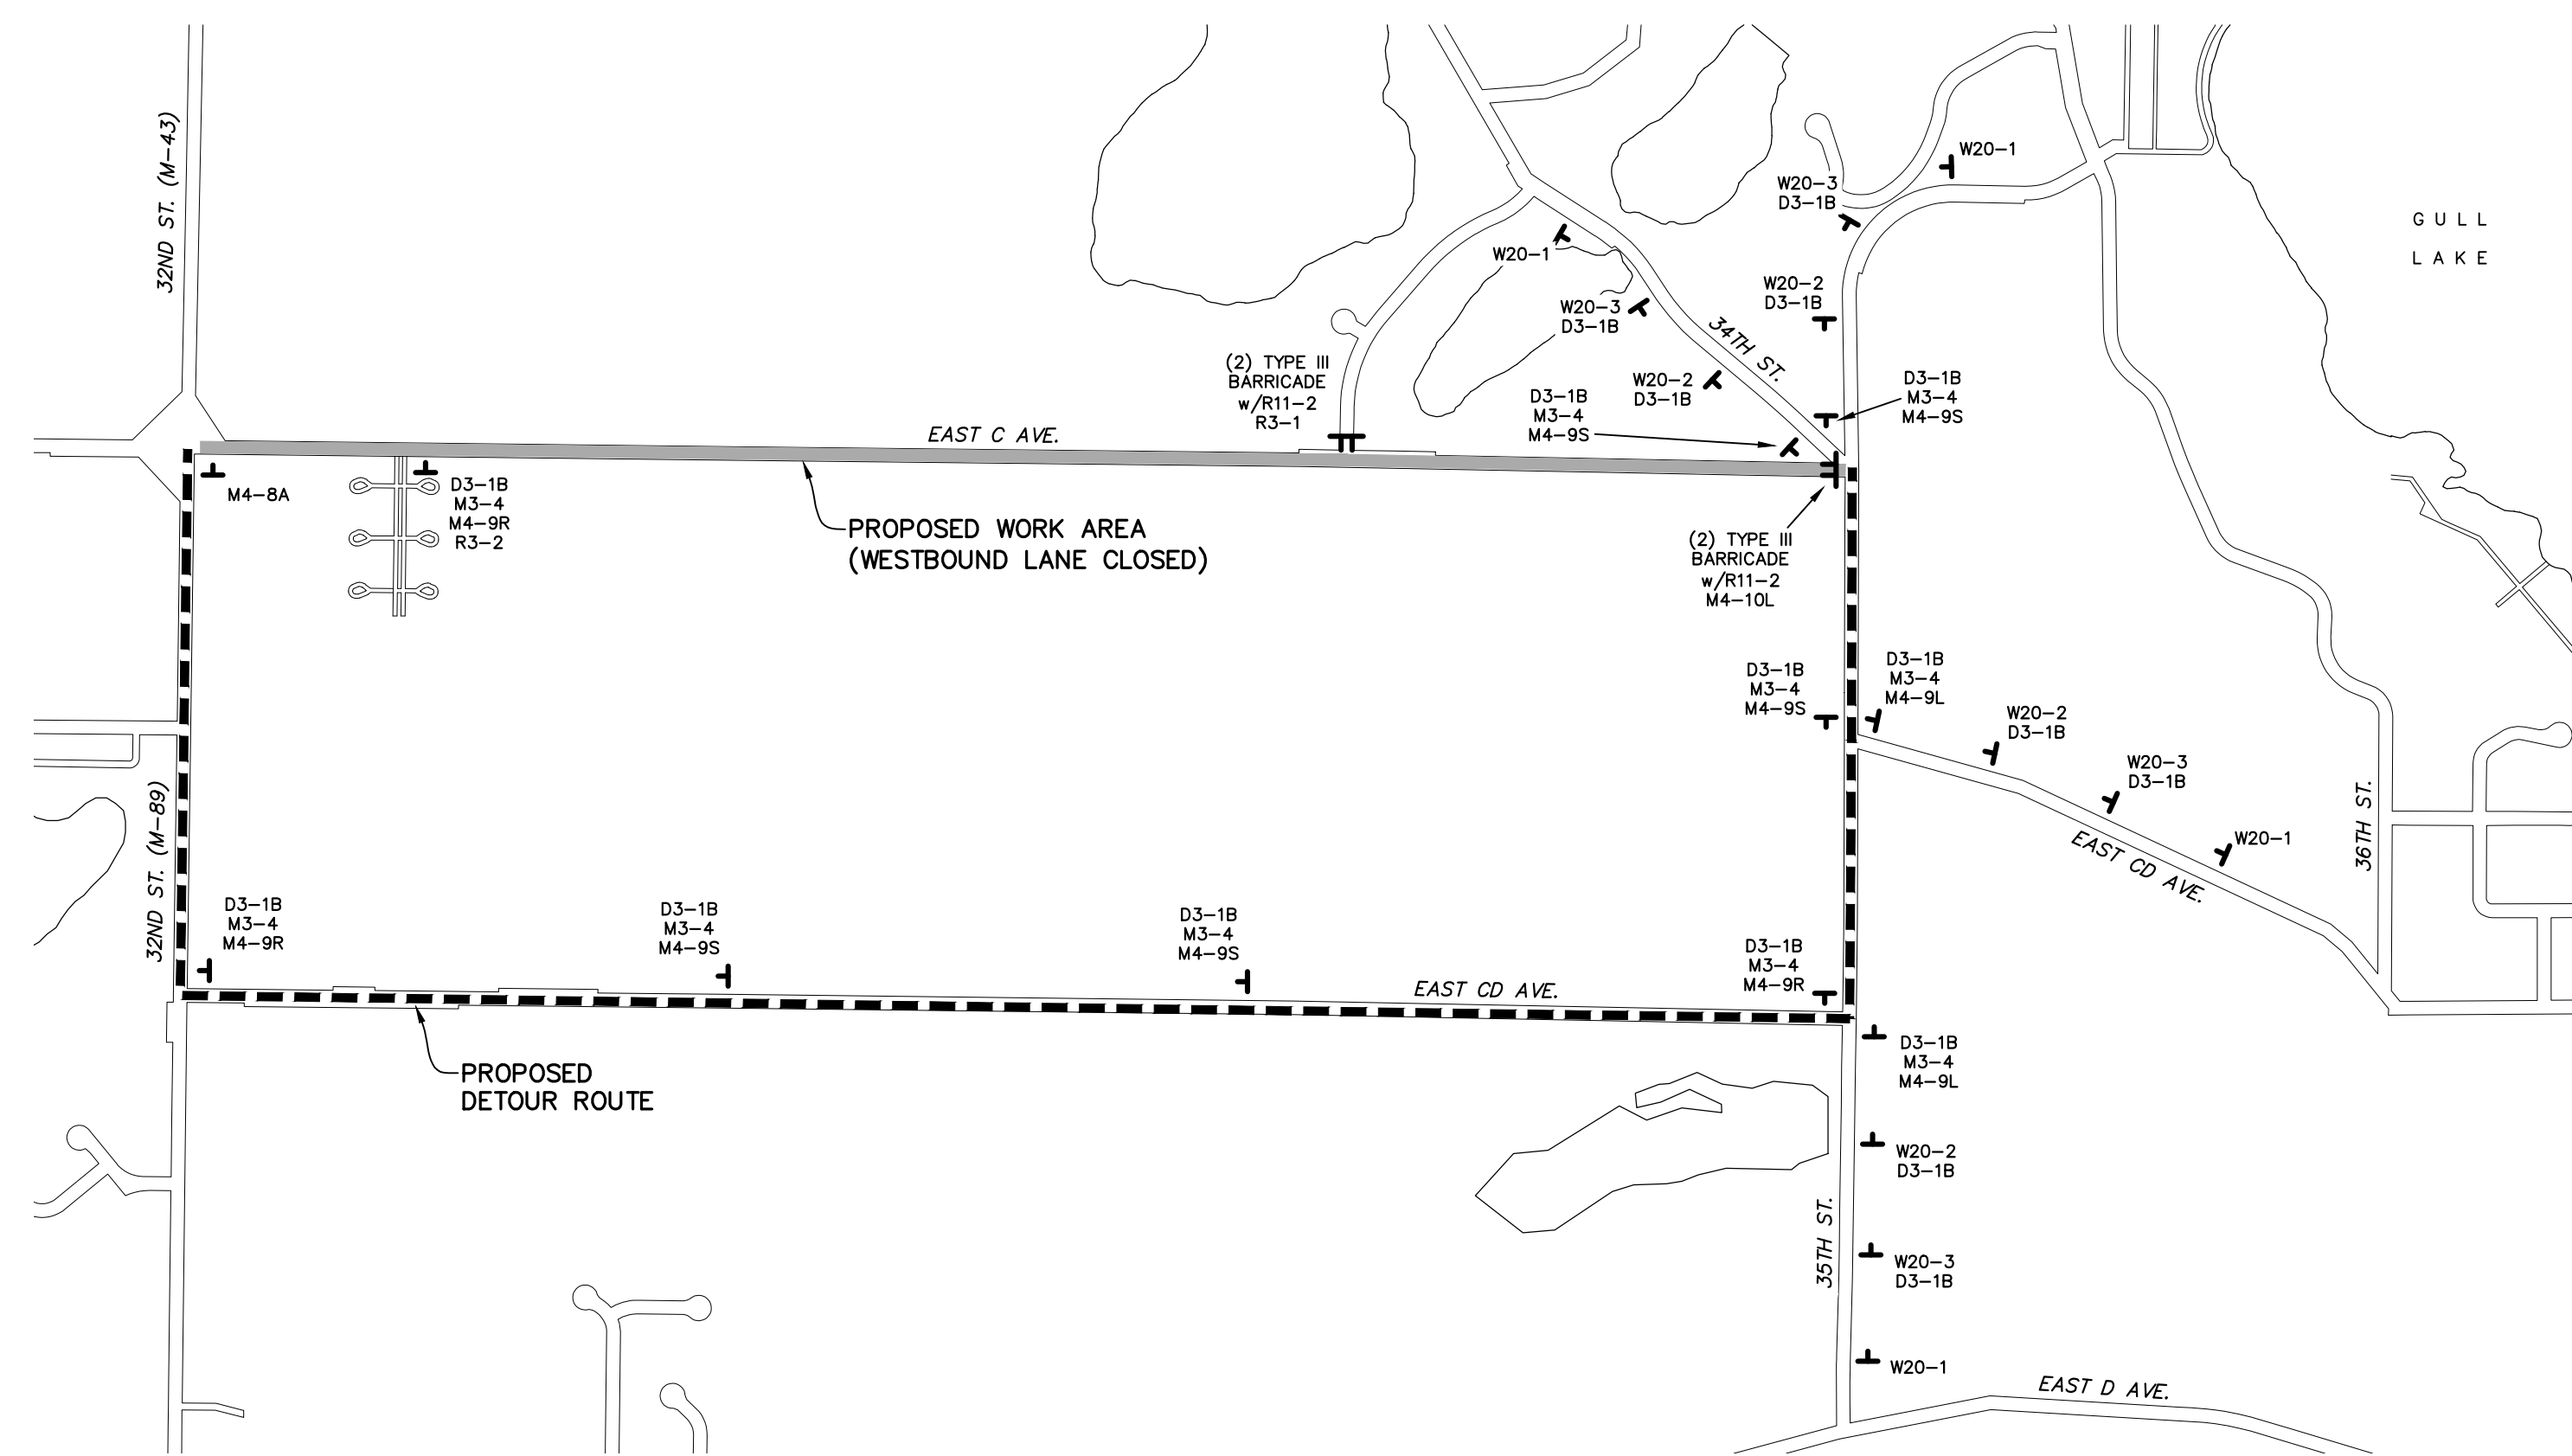 32ND ST. (M-43)
W20-1
W20-3
D3-1B
G U L L
L A K E
W20-1
W20-2
D3-1B
W20-3
D3-1B
34TH ST.
(2) TYPE III
BARRICADE
w/R11-2
R3-1
W20-2
D3-1B
D3-1B
M3-4
M4-9S
D3-1B
M3-4
M4-9S
EAST C AVE.
M4-8A
D3-1B
M3-4
M4-9R
R3-2
PROPOSED WORK AREA
(WESTBOUND LANE CLOSED)
(2) TYPE III
BARRICADE
w/R11-2
M4-10L
D3-1B
M3-4
M4-9S
D3-1B
M3-4
M4-9L
W20-2
D3-1B
W20-3
D3-1B
W20-1
EAST CD AVE.
36TH ST.
32ND ST. (M-89)
D3-1B
M3-4
M4-9R
D3-1B
M3-4
M4-9S
D3-1B
M3-4
M4-9S
D3-1B
M3-4
M4-9R
EAST CD AVE.
PROPOSED
DETOUR ROUTE
D3-1B
M3-4
M4-9L
W20-2
D3-1B
35TH ST.
W20-3
D3-1B
W20-1
EAST D AVE.